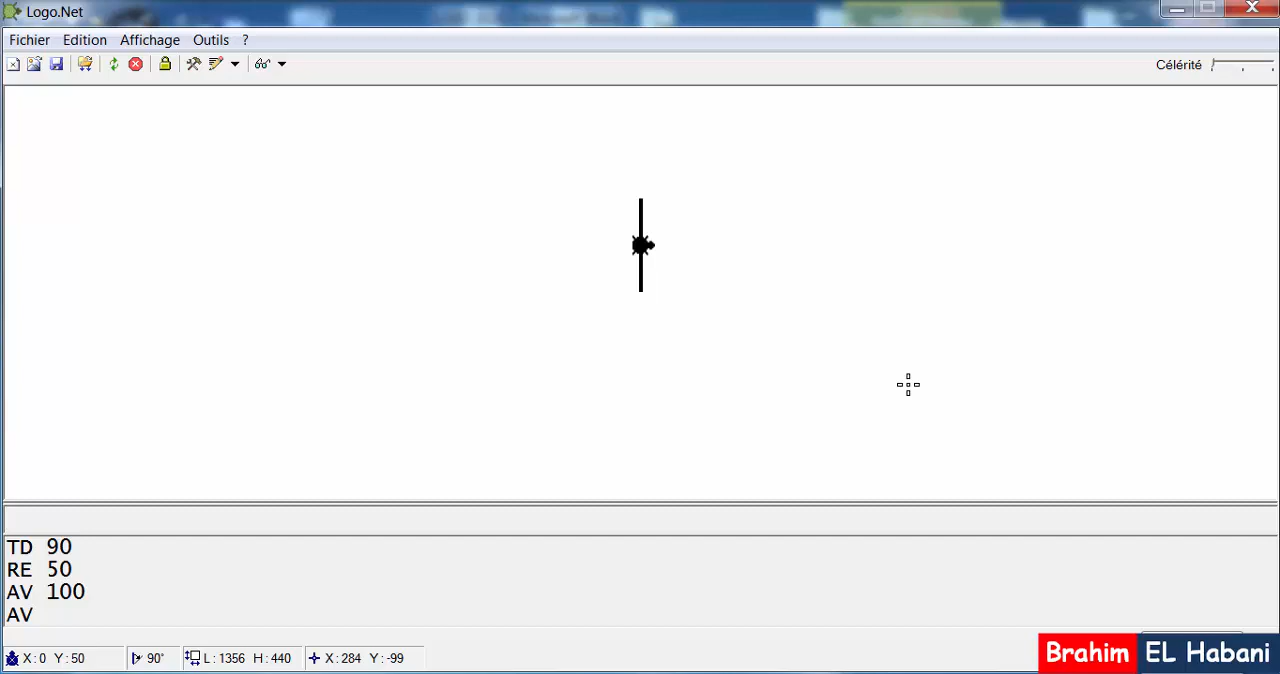 Logo.Net
Fichier Edition Affichage Outils ?
Célérité
TD 90
RE 50
AV 100
AV
X: 0 Y: 50 90° L: 1356 H: 440 X: 284 Y: -99
Brahim EL Habani